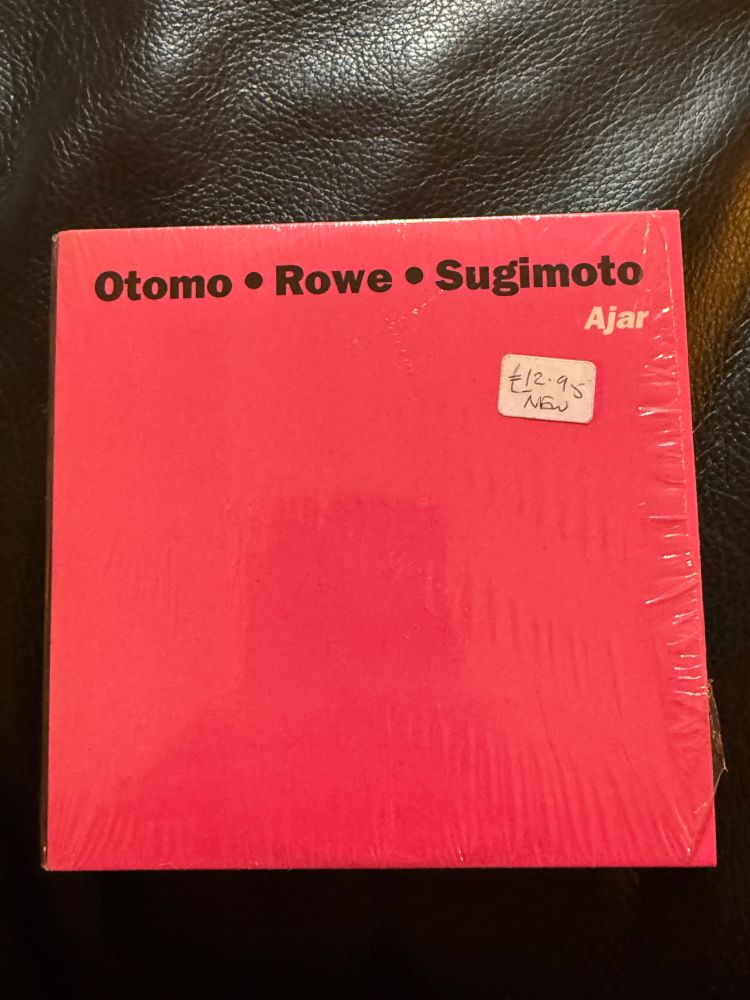 Otomo • Rowe • Sugimoto
Ajar
£12.95
NEW